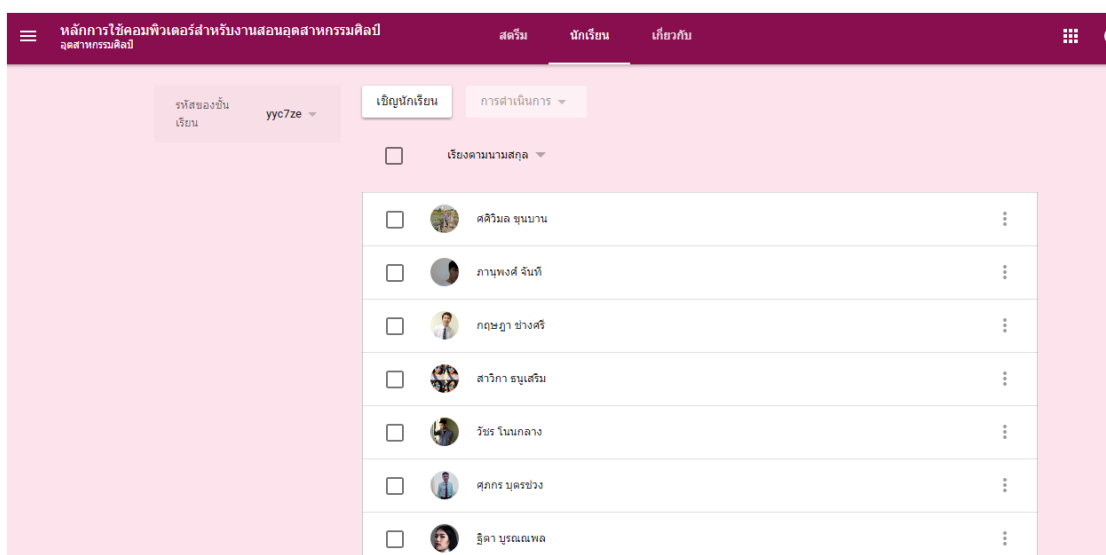 หลักการใช้คอมพิวเตอร์สำหรับงานสอนอุตสาหกรรมศิลป์
อุตสาหกรรมศิลป์
สตรีม นักเรียน เกี่ยวกับ
รหัสของชั้น
เรียน
yyc7ze
เชิญนักเรียน การดำเนินการ
เรียงตามนามสกุล
ศศิวิมล ขุนบาน
ภานุพงศ์ จันที
กฤษฎา ช่างศรี
สาวิกา ธนูเสริม
วัชร โนนกลาง
ศุภกร บุตรช่วง
ฐิตา บูรณณพล